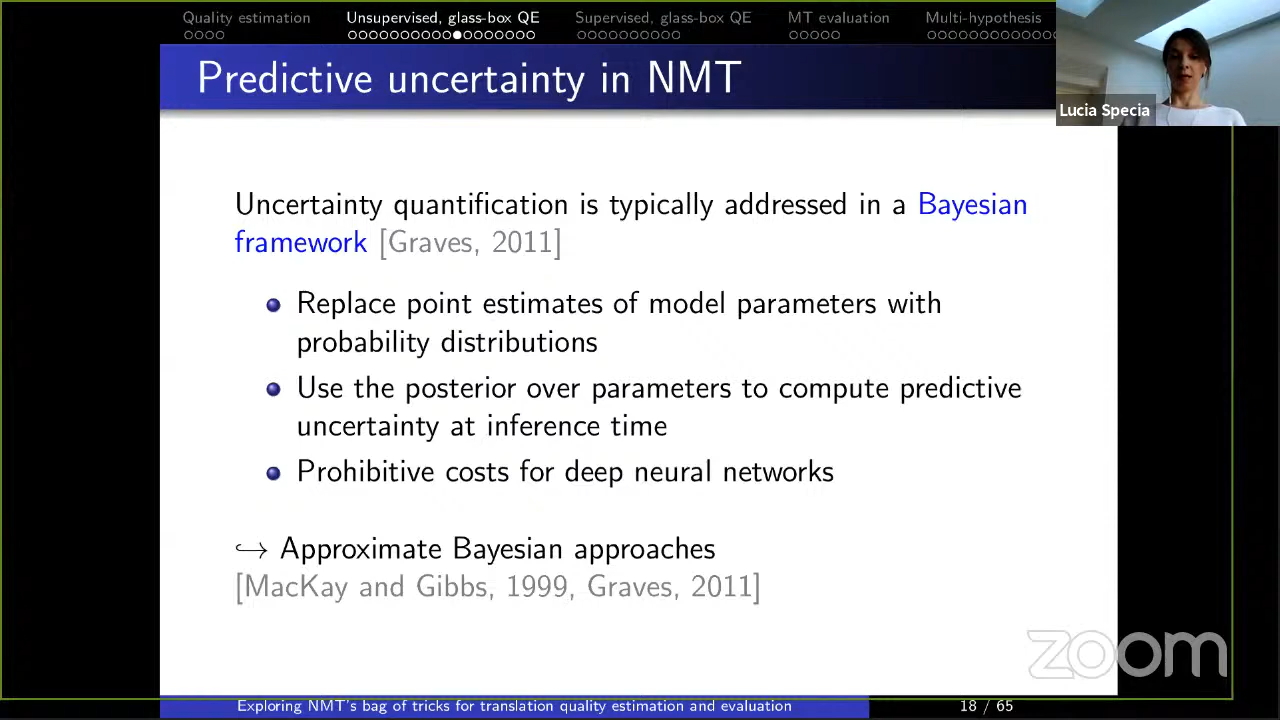 Quality estimation Unsupervised, glass-box QE Supervised, glass-box QE MT evaluation Multi-hypothesis
Predictive uncertainty in NMT
Lucia Specia
Uncertainty quantification is typically addressed in a Bayesian
framework [Graves, 2011]
Replace point estimates of model parameters with
probability distributions
Use the posterior over parameters to compute predictive
uncertainty at inference time
Prohibitive costs for deep neural networks
↪ Approximate Bayesian approaches
[MacKay and Gibbs, 1999, Graves, 2011]
zoom
Exploring NMT's bag of tricks for translation quality estimation and evaluation 18 / 65